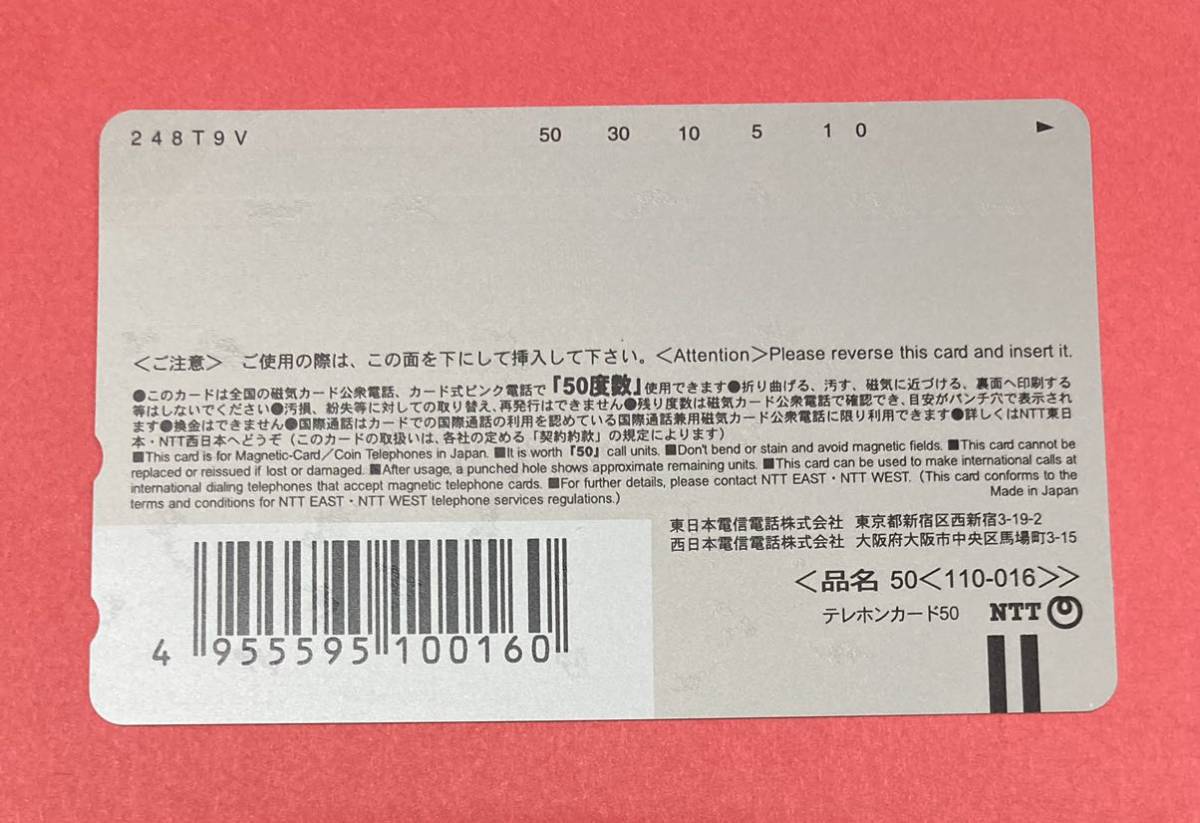 248T9V 50 30 10 5 1 0
<ご注意> ご使用の際は、この面を下にして挿入して下さい。<Attention>Please reverse this card and insert it.
●このカードは全国の磁気カード公衆電話、カード式ピンク電話で『50度数』使用できます●折り曲げる、汚す、磁気に近づける、裏面へ印刷する
等はしないでください●汚損、紛失等に対しての取り替え、再発行はできません●残り度数は磁気カード公衆電話で確認でき、目安がパンチ穴で表示され
ます●換金はできません●国際通話はカードでの国際通話の利用を認めている国際通話兼用磁気カード公衆電話に限り利用できます●詳しくはNTT東日
本・NTT西日本へどうぞ(このカードの取扱いは、各社の定める「契約約款」の規定によります)
■This card is for Magnetic-Card/Coin Telephones in Japan. ■It is worth『50』call units. ■Don't bend or stain and avoid magnetic fields. ■This card cannot be
replaced or reissued if lost or damaged. ■After usage, a punched hole shows approximate remaining units. ■This card can be used to make international calls at
international dialing telephones that accept magnetic telephone cards. ■For further details, please contact NTT EAST・NTT WEST. (This card conforms to the
terms and conditions for NTT EAST・NTT WEST telephone services regulations.)
Made in Japan
東日本電信電話株式会社 東京都新宿区西新宿3-19-2
西日本電信電話株式会社 大阪府大阪市中央区馬場町3-15
<品名 50<110-016>>
テレホンカード50 NTT
4 955595 100160